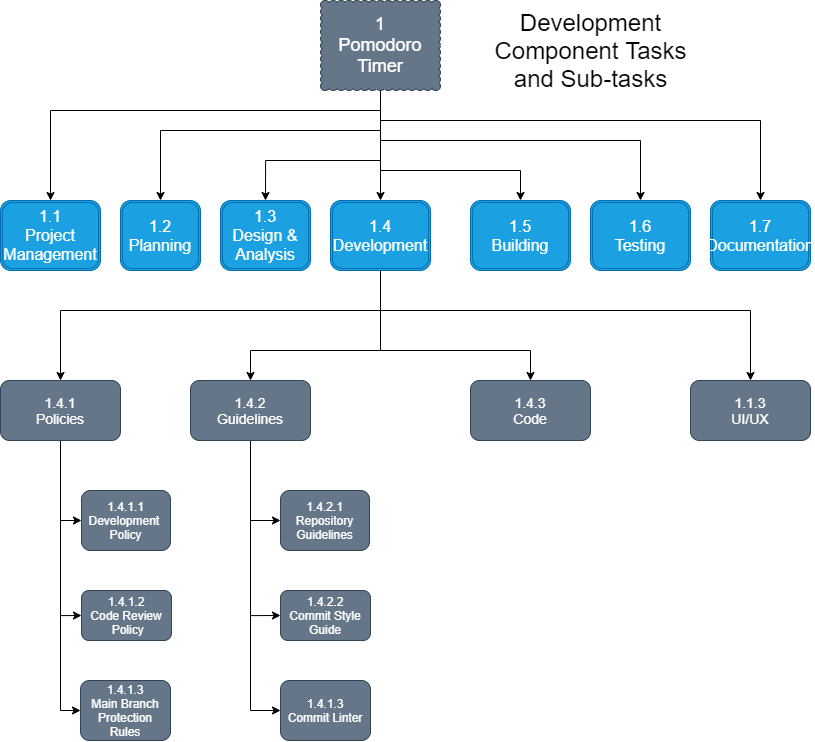 1
Pomodoro
Timer
Development
Component Tasks
and Sub-tasks
1.1
Project
Management
1.2
Planning
1.3
Design &
Analysis
1.4
Development
1.5
Building
1.6
Testing
1.7
Documentation
1.4.1
Policies
1.4.2
Guidelines
1.4.3
Code
1.1.3
UI/UX
1.4.1.1
Development
Policy
1.4.2.1
Repository
Guidelines
1.4.1.2
Code Review
Policy
1.4.2.2
Commit Style
Guide
1.4.1.3
Main Branch
Protection
Rules
1.4.1.3
Commit Linter